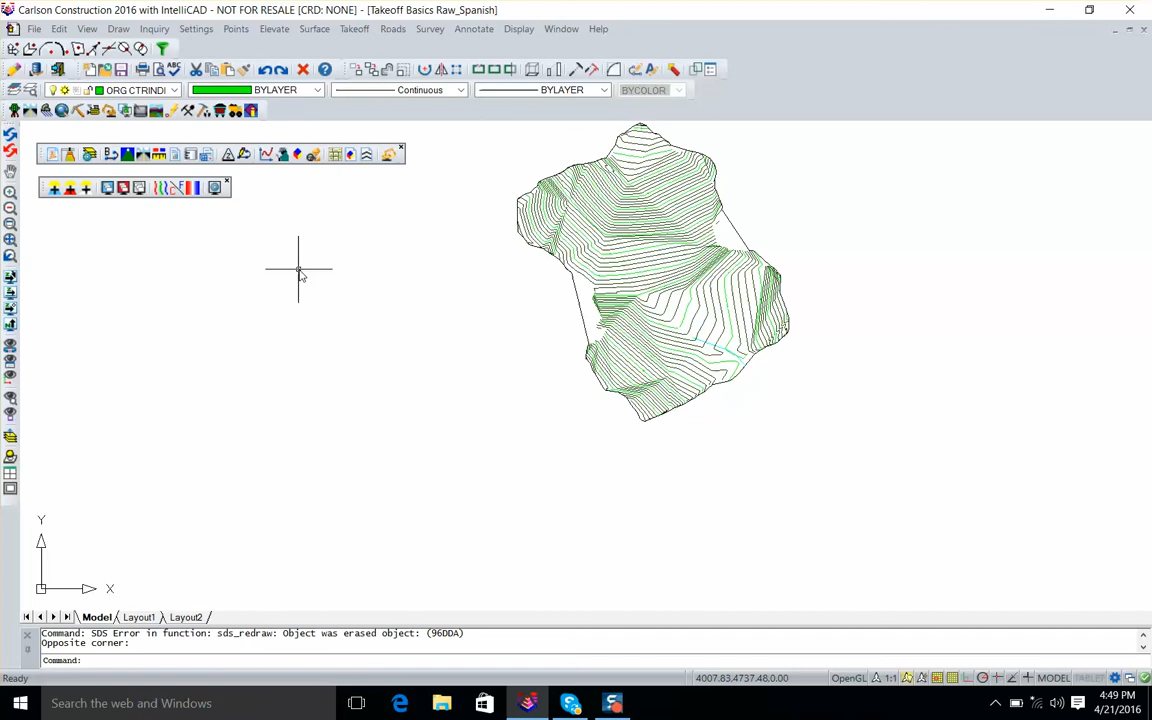 Carlson Construction 2016 with IntelliCAD - NOT FOR RESALE [CRD: NONE] - [Takeoff Basics Raw_Spanish]
File Edit View Draw Inquiry Settings Points Elevate Surface Takeoff Roads Survey Annotate Display Window Help
ORG CTRINDI BYLAYER Continuous BYLAYER BYCOLOR
Y
X
Model Layout1 Layout2
Command: SDS Error in function: sds_redraw: Object was erased object: (96DDA)
Opposite corner:
Command:
Ready 4007.83,4737.48,0.00 OpenGL 1:1 MODEL TABLET
Search the web and Windows
4:49 PM
4/21/2016